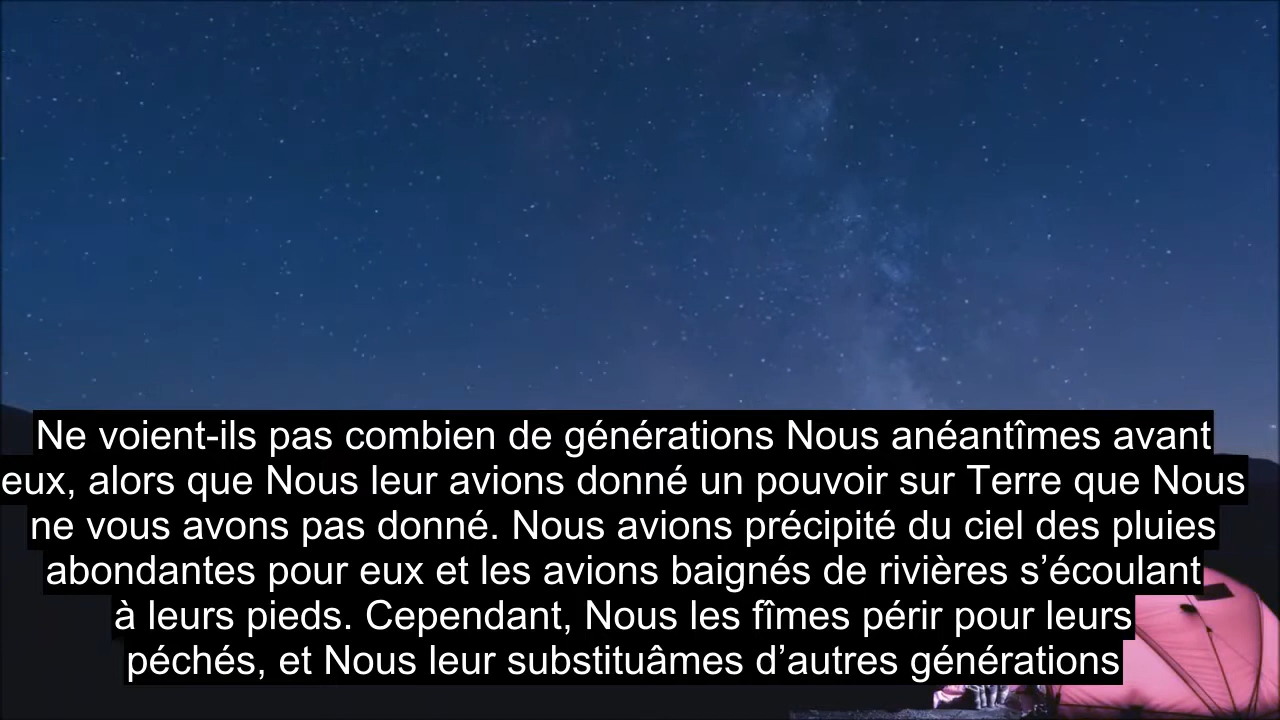 Ne voient-ils pas combien de générations Nous anéantîmes avant
eux, alors que Nous leur avions donné un pouvoir sur Terre que Nous
ne vous avons pas donné. Nous avions précipité du ciel des pluies
abondantes pour eux et les avions baignés de rivières s’écoulant
à leurs pieds. Cependant, Nous les fîmes périr pour leurs
péchés, et Nous leur substituâmes d’autres générations